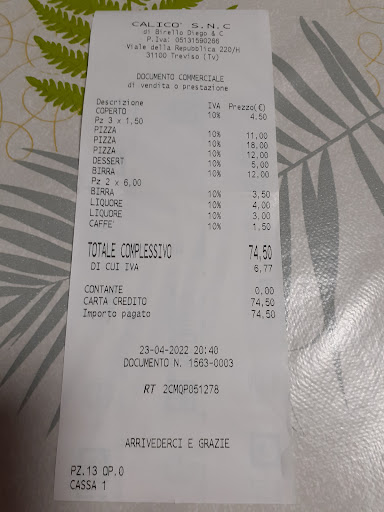 CALICO' S.N.C
di Birello Diego & C
P.Iva: 05131590266
Viale della Repubblica 220/H
31100 Treviso (Tv)
DOCUMENTO COMMERCIALE
di vendita o prestazione
Descrizione IVA Prezzo(€)
COPERTO 10% 4,50
Pz 3 x 1,50
PIZZA 10% 11,00
PIZZA 10% 18,00
PIZZA 10% 12,00
DESSERT 10% 5,00
BIRRA 10% 12,00
Pz 2 x 6,00
BIRRA 10% 3,50
LIQUORE 10% 4,00
LIQUORE 10% 3,00
CAFFE' 10% 1,50
TOTALE COMPLESSIVO 74,50
DI CUI IVA 6,77
CONTANTE 0,00
CARTA CREDITO 74,50
Importo pagato 74,50
23-04-2022 20:40
DOCUMENTO N. 1563-0003
RT 2CMQP051278
ARRIVEDERCI E GRAZIE
PZ.13 OP.0
CASSA 1